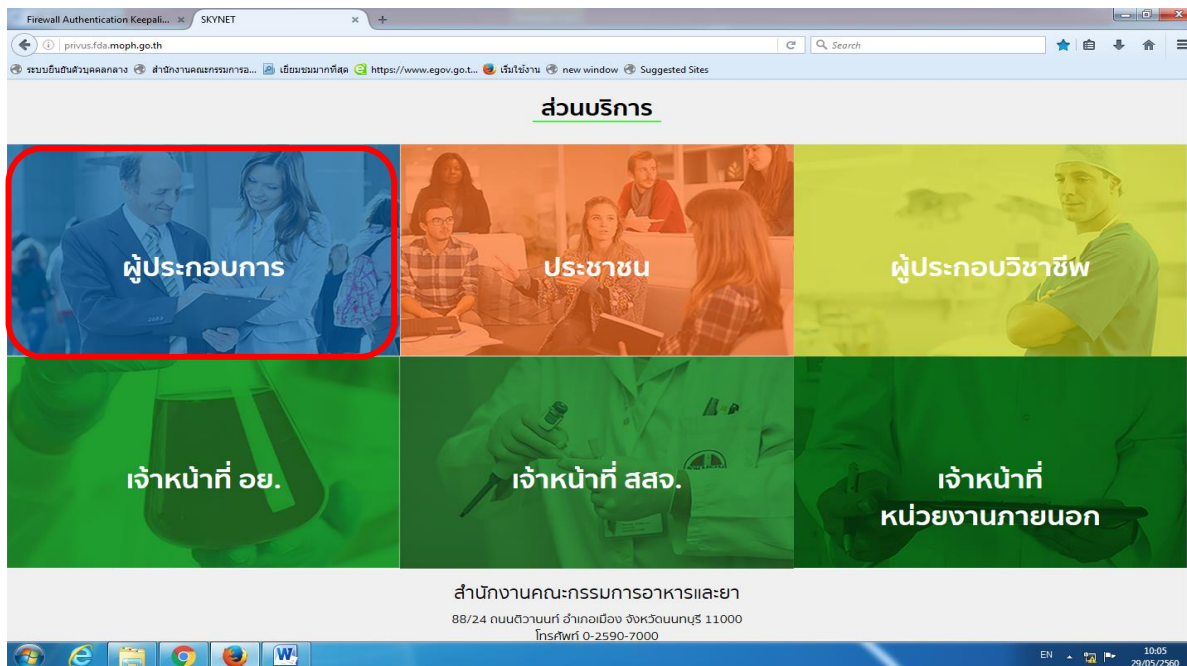 Firewall Authentication Keepali...
SKYNET
privus.fda.moph.go.th
Search
ระบบยืนยันตัวบุคคลกลาง สำนักงานคณะกรรมการอ... เยี่ยมชมมากที่สุด https://www.egov.go.t... เริ่มใช้งาน new window Suggested Sites
ส่วนบริการ
ผู้ประกอบการ
ประชาชน
ผู้ประกอบวิชาชีพ
เจ้าหน้าที่ อย.
เจ้าหน้าที่ สสจ.
เจ้าหน้าที่
หน่วยงานภายนอก
สำนักงานคณะกรรมการอาหารและยา
88/24 ถนนติวานนท์ อำเภอเมือง จังหวัดนนทบุรี 11000
โทรศัพท์ 0-2590-7000
EN
10:05
29/05/2560